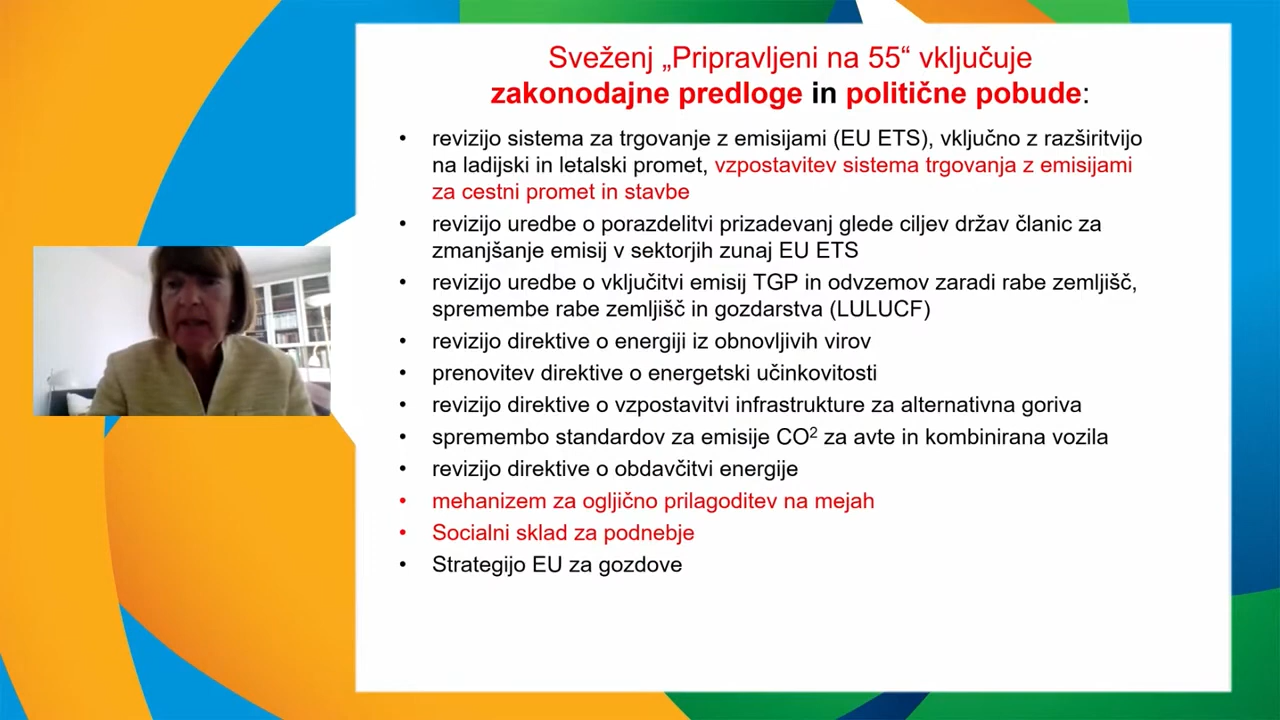 Sveženj „Pripravljeni na 55“ vključuje
zakonodajne predloge in politične pobude:
• revizijo sistema za trgovanje z emisijami (EU ETS), vključno z razširitvijo
na ladijski in letalski promet, vzpostavitev sistema trgovanja z emisijami
za cestni promet in stavbe
• revizijo uredbe o porazdelitvi prizadevanj glede ciljev držav članic za
zmanjšanje emisij v sektorjih zunaj EU ETS
• revizijo uredbe o vključitvi emisij TGP in odvzemov zaradi rabe zemljišč,
spremembe rabe zemljišč in gozdarstva (LULUCF)
• revizijo direktive o energiji iz obnovljivih virov
• prenovitev direktive o energetski učinkovitosti
• revizijo direktive o vzpostavitvi infrastrukture za alternativna goriva
• spremembo standardov za emisije CO² za avte in kombinirana vozila
• revizijo direktive o obdavčitvi energije
• mehanizem za ogljično prilagoditev na mejah
• Socialni sklad za podnebje
• Strategijo EU za gozdove